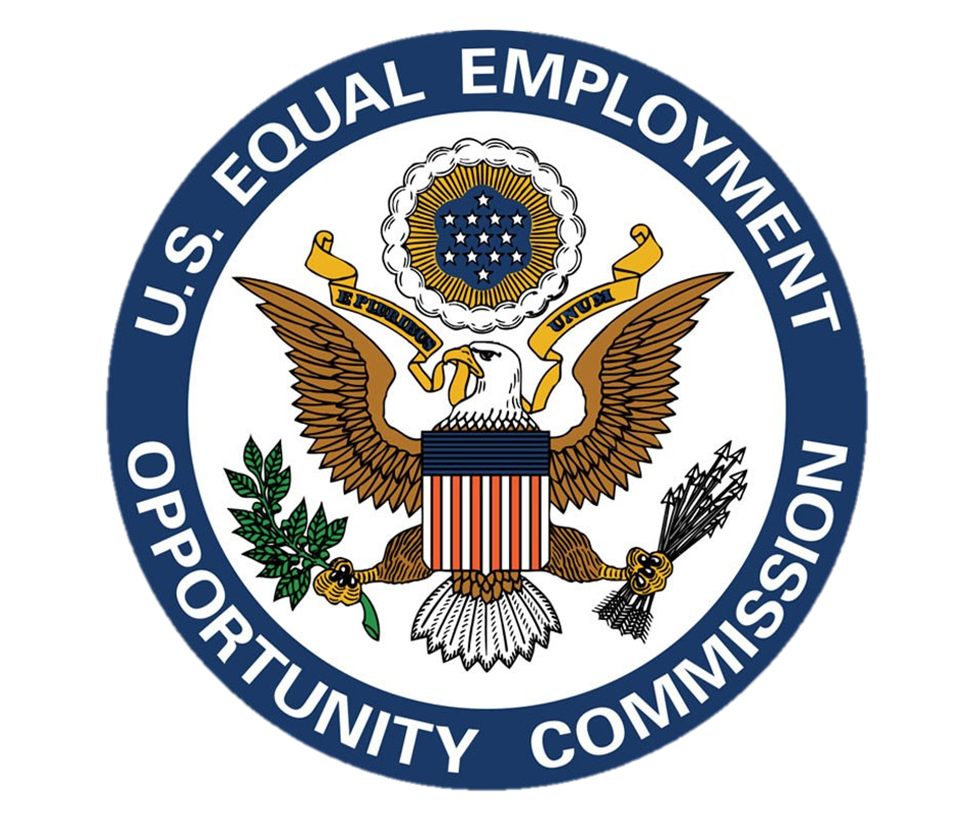 U.S. EQUAL EMPLOYMENT
OPPORTUNITY COMMISSION
E PLURIBUS
UNUM